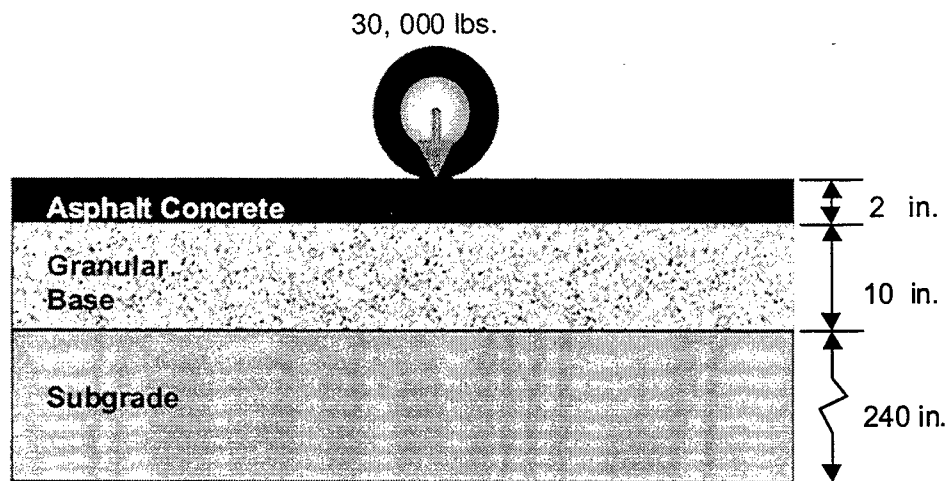 30, 000 lbs.
Asphalt Concrete
2 in.
Granular
Base
10 in.
Subgrade
240 in.